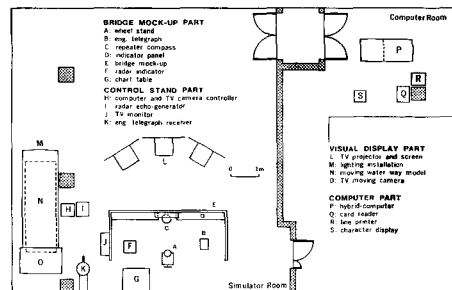 Computer Room
BRIDGE MOCK-UP PART
A: wheel stand
B: eng. telegraph
C: repeater compass
D: indicator panel
E: bridge mock-up
F: radar indicator
G: chart table
CONTROL STAND PART
H: computer and TV camera controller
I: radar echo-generator
J: TV monitor
K: eng. telegraph receiver
P
R
S
Q
M
L
0 2m
VISUAL DISPLAY PART
L: TV projector and screen
M: lighting installation
N: moving water way model
O: TV moving camera
N
H
I
E
D
C
COMPUTER PART
P: hybrid-computer
Q: card reader
R: line printer
S: character display
J
F
A
B
O
K
G
Simulator Room